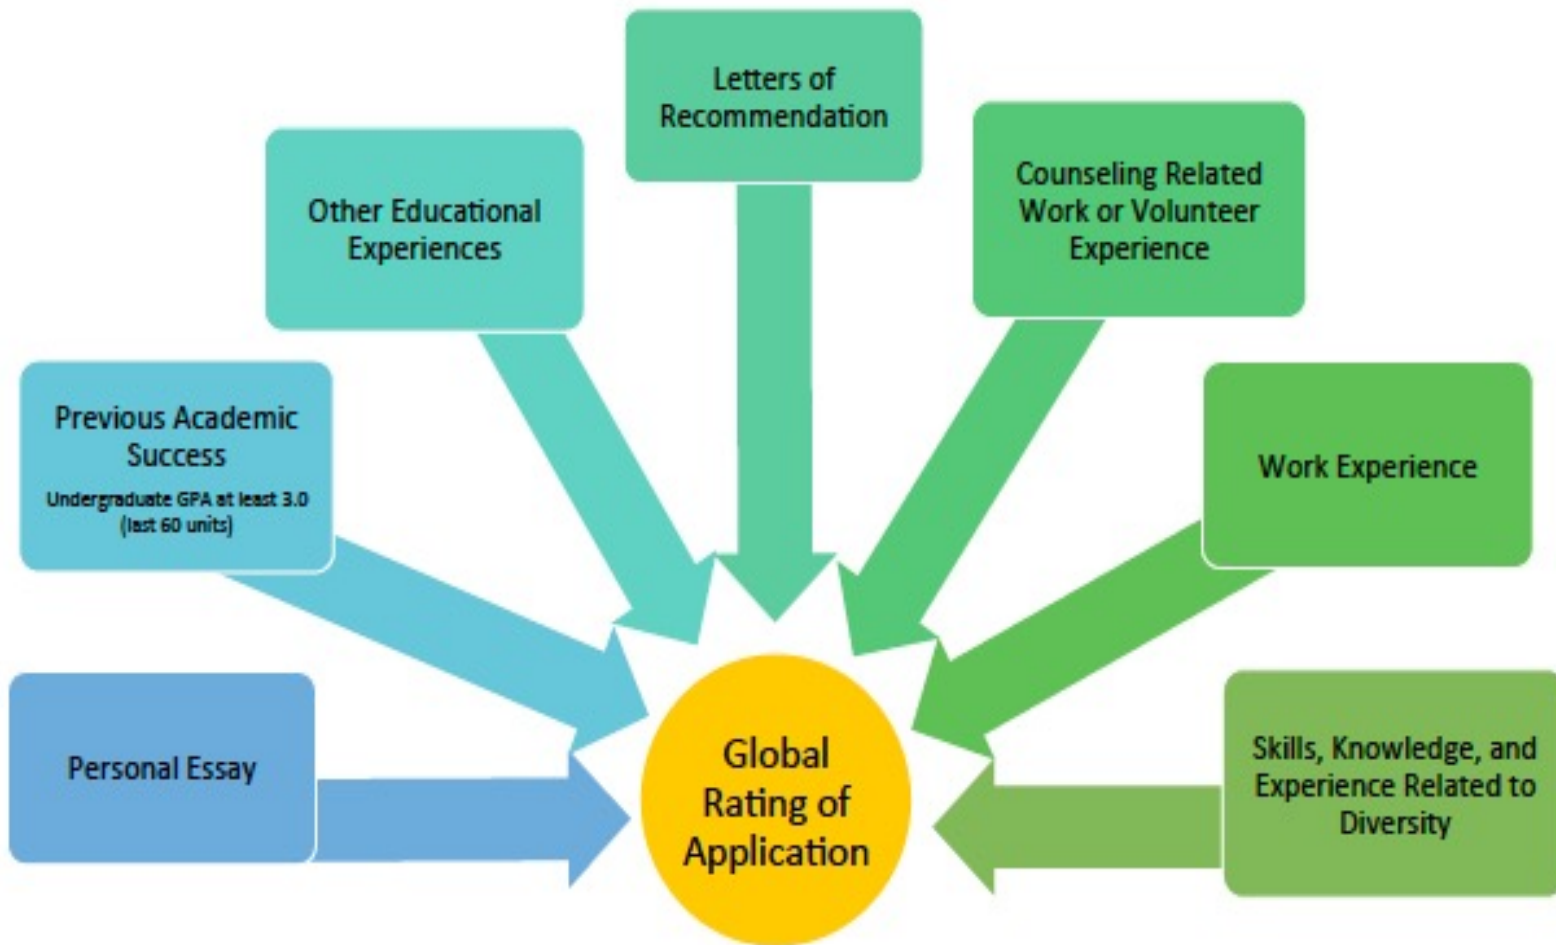 Letters of
Recommendation
Other Educational
Experiences
Counseling Related
Work or Volunteer
Experience
Previous Academic
Success
Undergraduate GPA at least 3.0
(last 60 units)
Work Experience
Personal Essay
Global
Rating of
Application
Skills, Knowledge, and
Experience Related to
Diversity